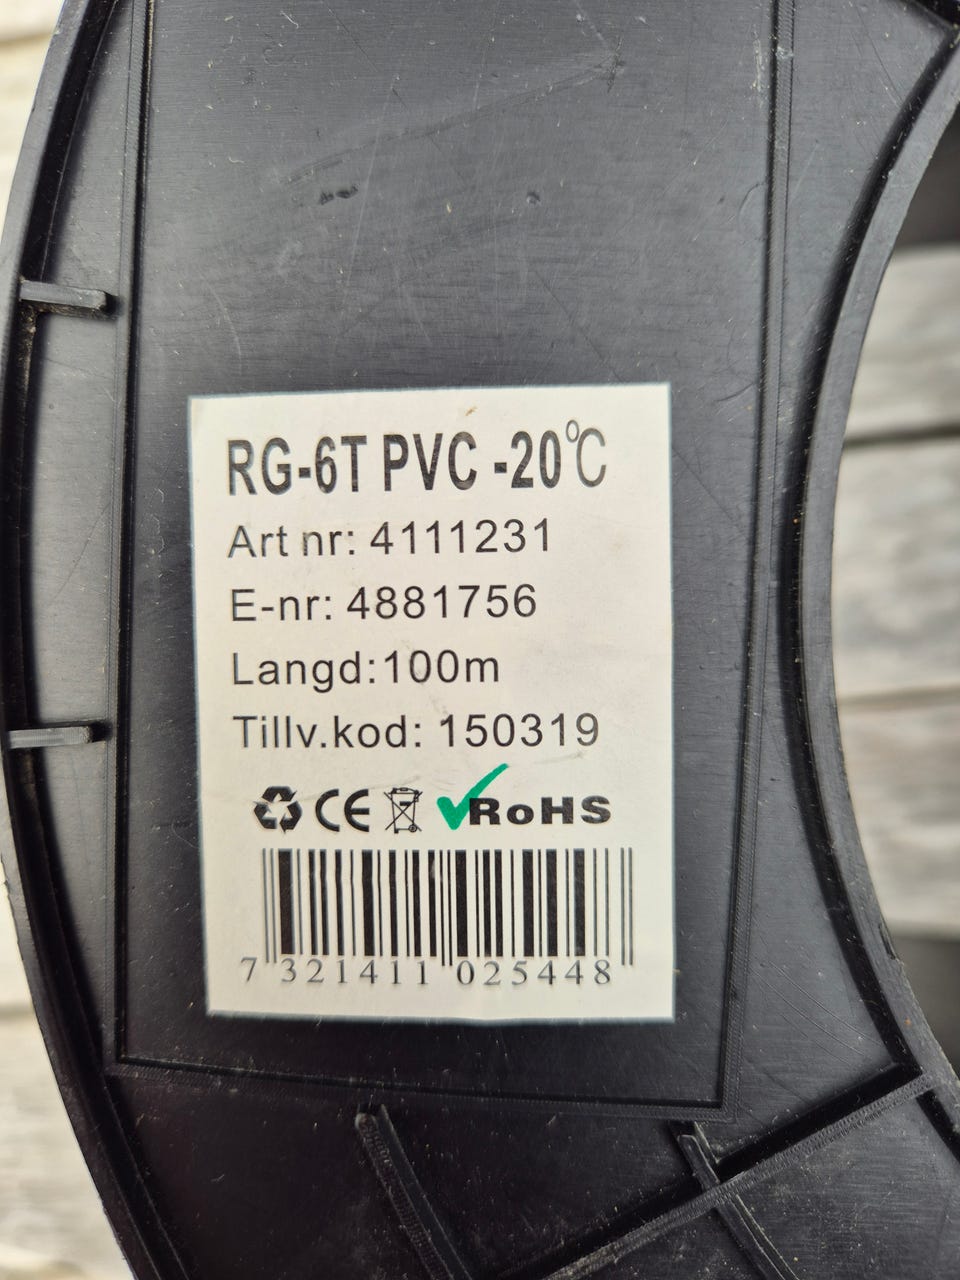 RG-6T PVC -20℃
Art nr: 4111231
E-nr: 4881756
Langd:100m
Tillv.kod: 150319
CE RoHS
7 321411 025448